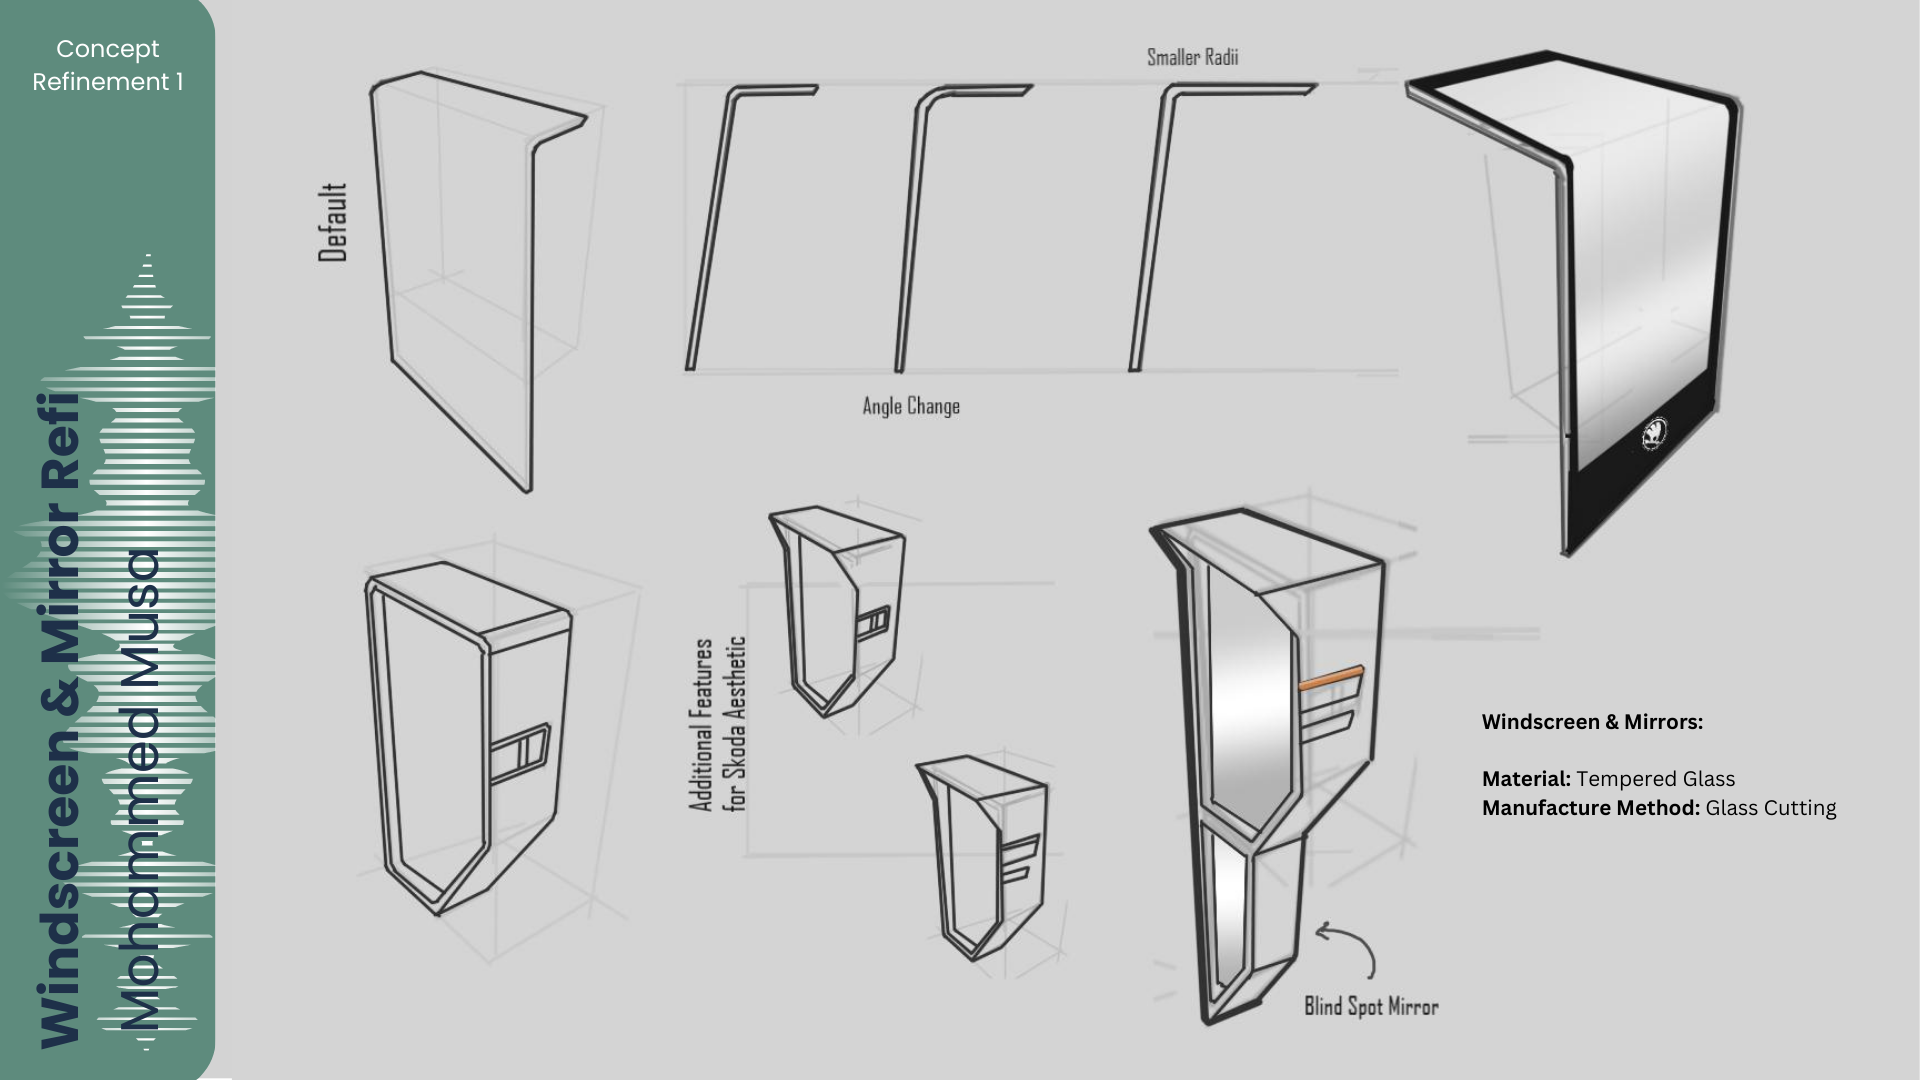 Concept
Refinement 1
Windscreen & Mirror Refi
Mohammed Musa
Default
Smaller Radii
Angle Change
Additional Features
for Skoda Aesthetic
Blind Spot Mirror
Windscreen & Mirrors:
Material: Tempered Glass
Manufacture Method: Glass Cutting